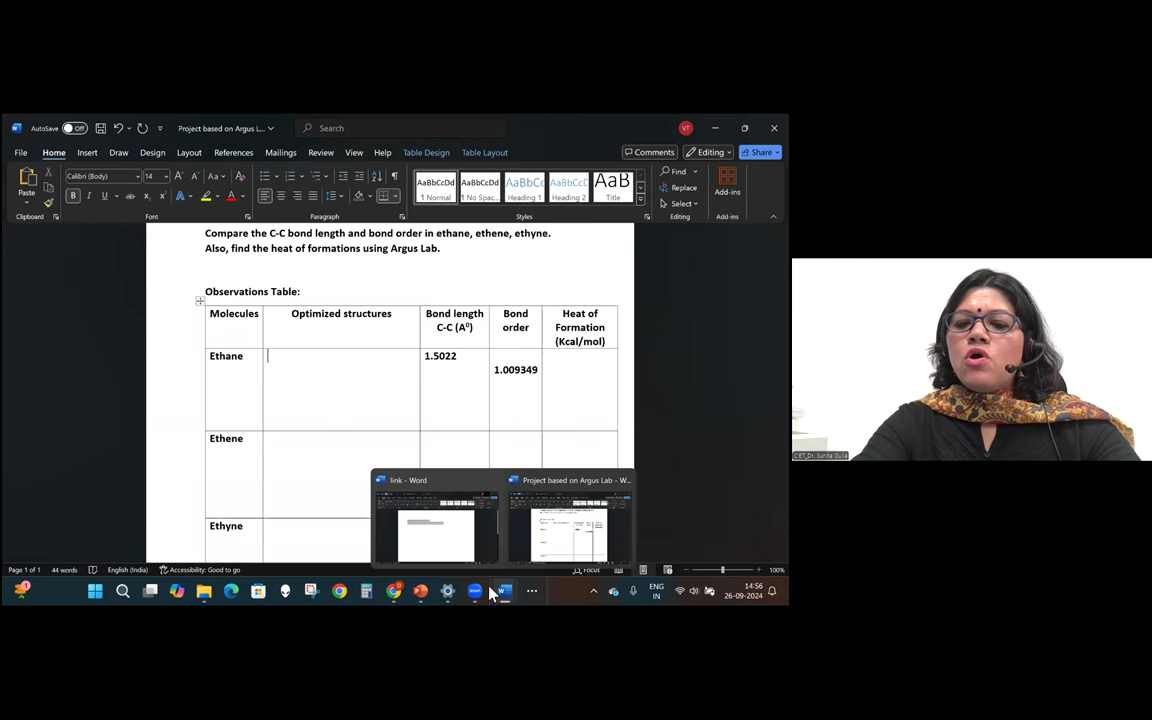 AutoSave Off Project based on Argus L... Search VT
File Home Insert Draw Design Layout References Mailings Review View Help Table Design Table Layout Comments Editing Share
Paste Calibri (Body) 14 Find
Replace
Select
Add-ins
AaBbCcDd AaBbCcDd AaBbCc AaBbCcD AaB
¶ Normal ¶ No Spac... Heading 1 Heading 2 Title
Clipboard Font Paragraph Styles Editing Add-ins
Compare the C-C bond length and bond order in ethane, ethene, ethyne.
Also, find the heat of formations using Argus Lab.
Observations Table:
Molecules Optimized structures Bond length Bond Heat of
C-C (A⁰) order Formation
(Kcal/mol)
Ethane 1.5022
1.009349
Ethene
Ethyne
link - Word Project based on Argus Lab - W...
Page 1 of 1 44 words English (India) Accessibility: Good to go Focus 100%
ENG 14:56
IN 26-09-2024
CIET_Dr. Sunita Gulia